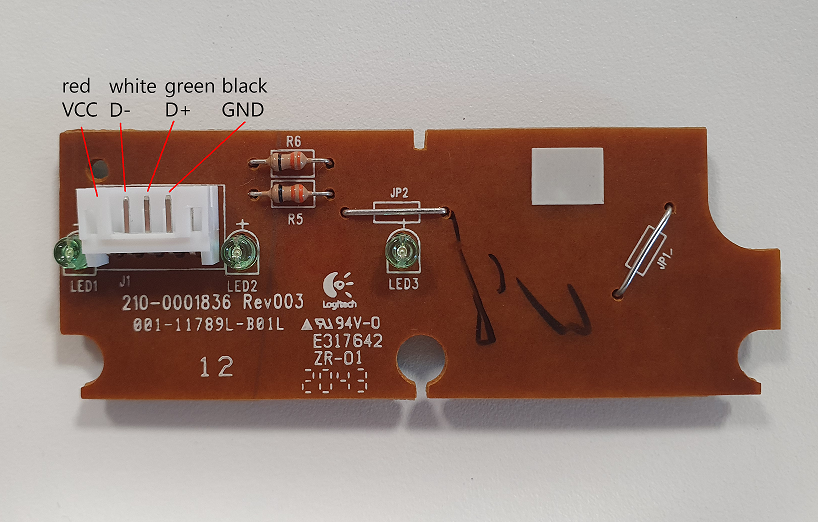 red white green black
VCC D- D+ GND
R6
R5
JP2
JP1
+
LED1
J1
LED2
LED3
210-0001836 Rev003
001-11789L-B01L
Logitech
94V-0
E317642
ZR-01
12
2043
PW